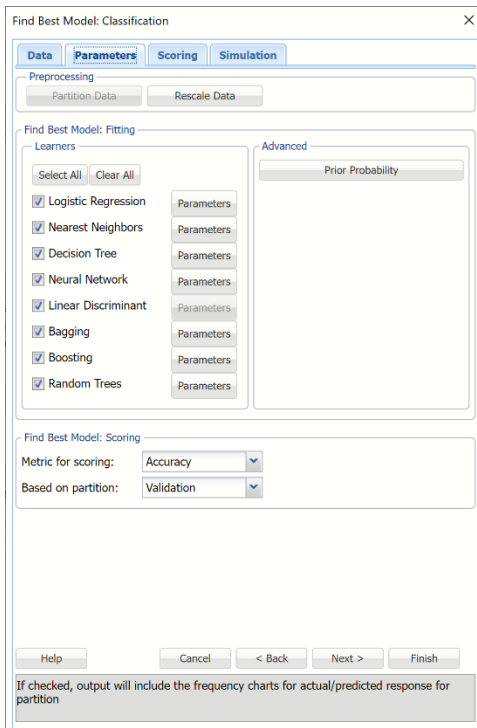 Find Best Model: Classification
Data Parameters Scoring Simulation
Preprocessing
Partition Data Rescale Data
Find Best Model: Fitting
Learners Advanced
Select All Clear All Prior Probability
Logistic Regression Parameters
Nearest Neighbors Parameters
Decision Tree Parameters
Neural Network Parameters
Linear Discriminant Parameters
Bagging Parameters
Boosting Parameters
Random Trees Parameters
Find Best Model: Scoring
Metric for scoring: Accuracy
Based on partition: Validation
Help Cancel < Back Next > Finish
If checked, output will include the frequency charts for actual/predicted response for
partition